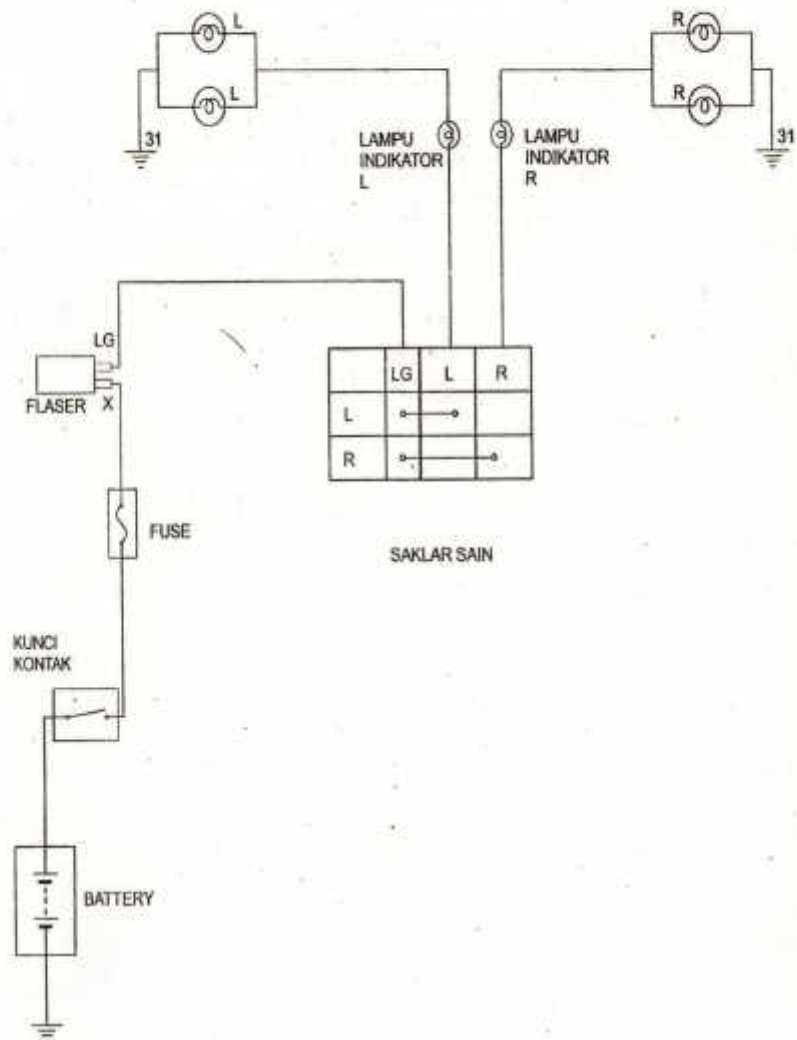 L
L
31
LAMPU
INDIKATOR
L
R
R
31
LAMPU
INDIKATOR
R
LG
FLASER
X
LG L R
L
R
SAKLAR SAIN
FUSE
KUNCI
KONTAK
BATTERY